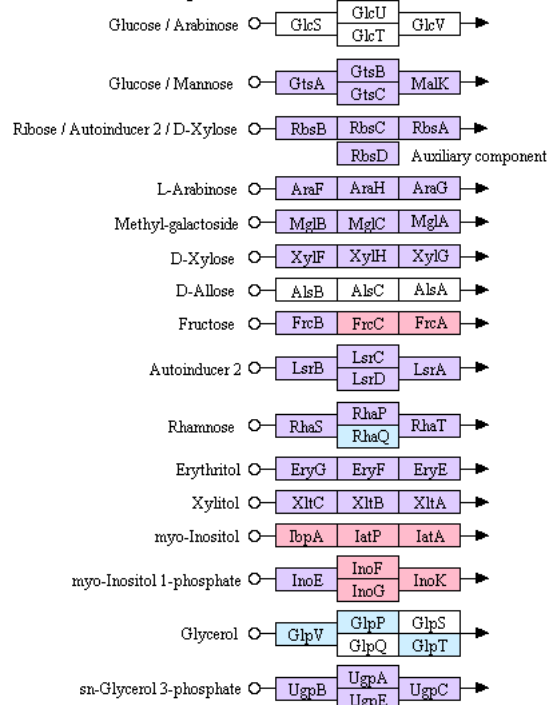 GlcU
Glucose / Arabinose GlcS GlcV
GlcT
GtsB
Glucose / Mannose GtsA MalK
GtsC
Ribose / Autoinducer 2 / D-Xylose RbsB RbsC RbsA
RbsD Auxiliary component
L-Arabinose AraF AraH AraG
Methyl-galactoside MglB MglC MglA
D-Xylose XylF XylH XylG
D-Allose AlsB AlsC AlsA
Fructose FrcB FrcC FrcA
LsrC
Autoinducer 2 LsrB LsrA
LsrD
RhaP
Rhamnose RhaS RhaT
RhaQ
Erythritol EryG EryF EryE
Xylitol XltC XltB XltA
myo-Inositol IbpA IatP IatA
InoF
myo-Inositol 1-phosphate InoE InoK
InoG
GlpP GlpS
Glycerol GlpV
GlpQ GlpT
UgpA
sn-Glycerol 3-phosphate UgpB UgpC
UgpE